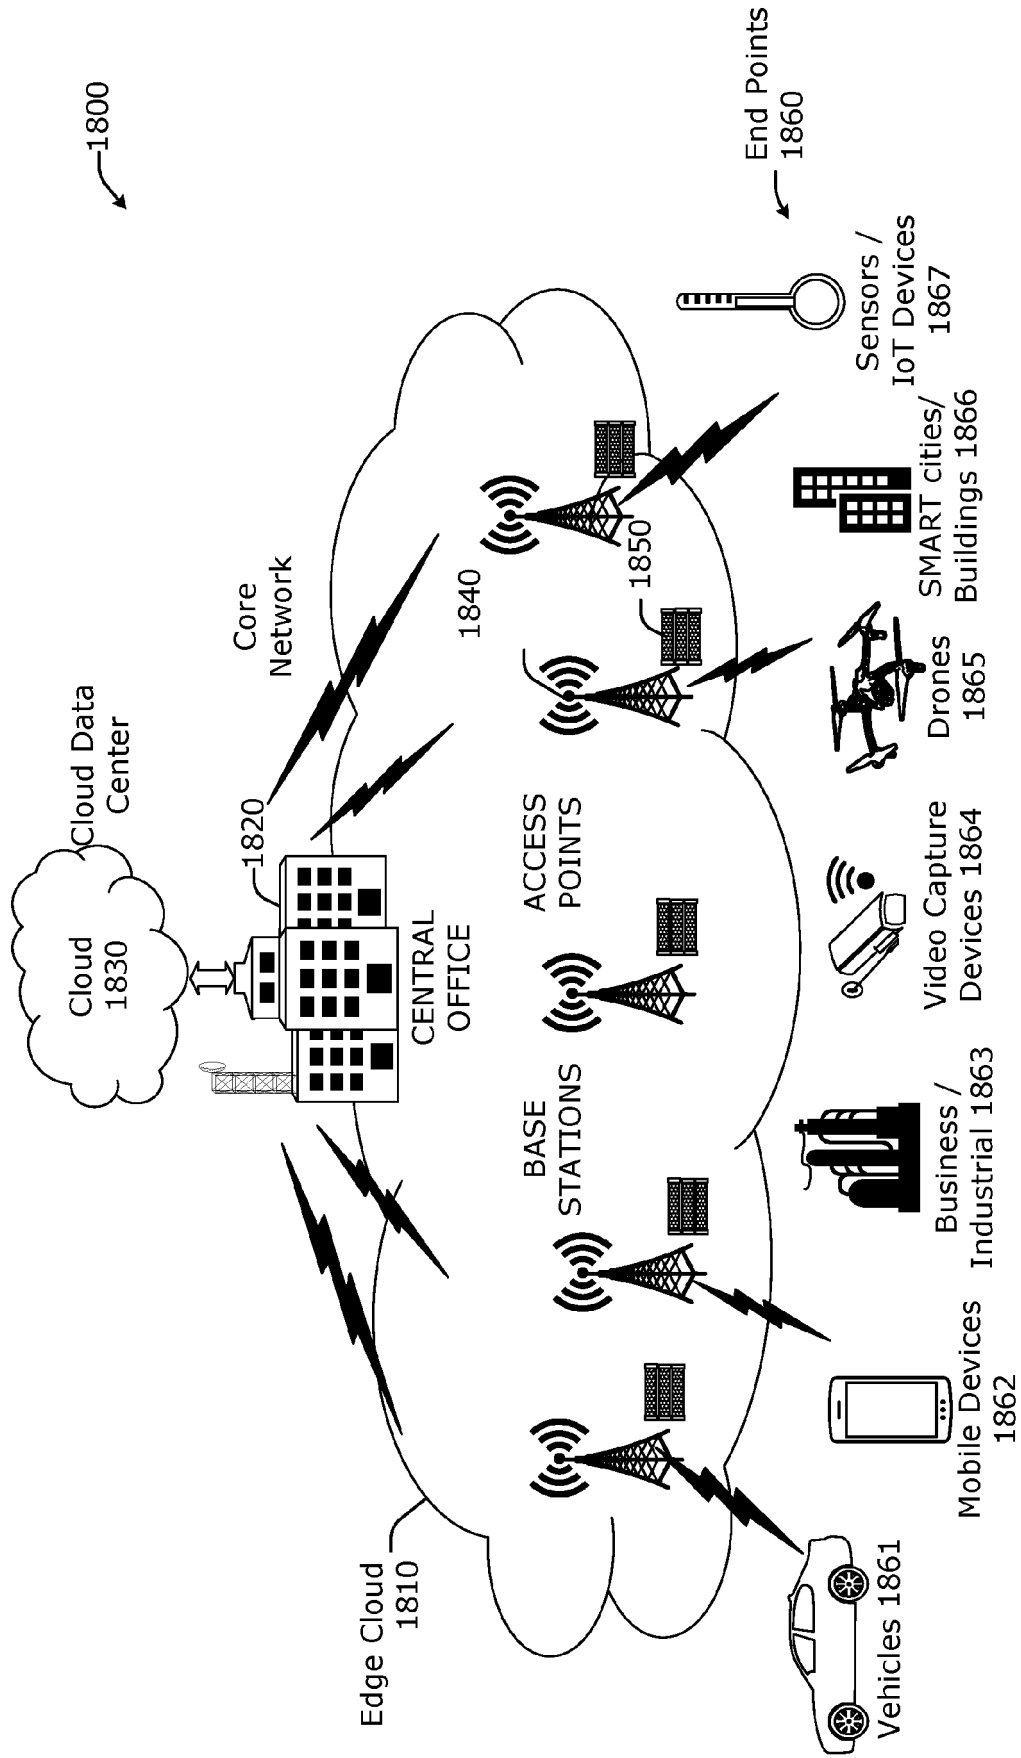 1800
Cloud Data
Center
Cloud
1830
1820
Core
Network
CENTRAL
OFFICE
Edge Cloud
1810
1840
BASE
STATIONS
ACCESS
POINTS
1850
End Points
1860
Vehicles 1861
Mobile Devices
1862
Business /
Industrial 1863
Video Capture
Devices 1864
Drones
1865
SMART cities/
Buildings 1866
Sensors /
IoT Devices
1867